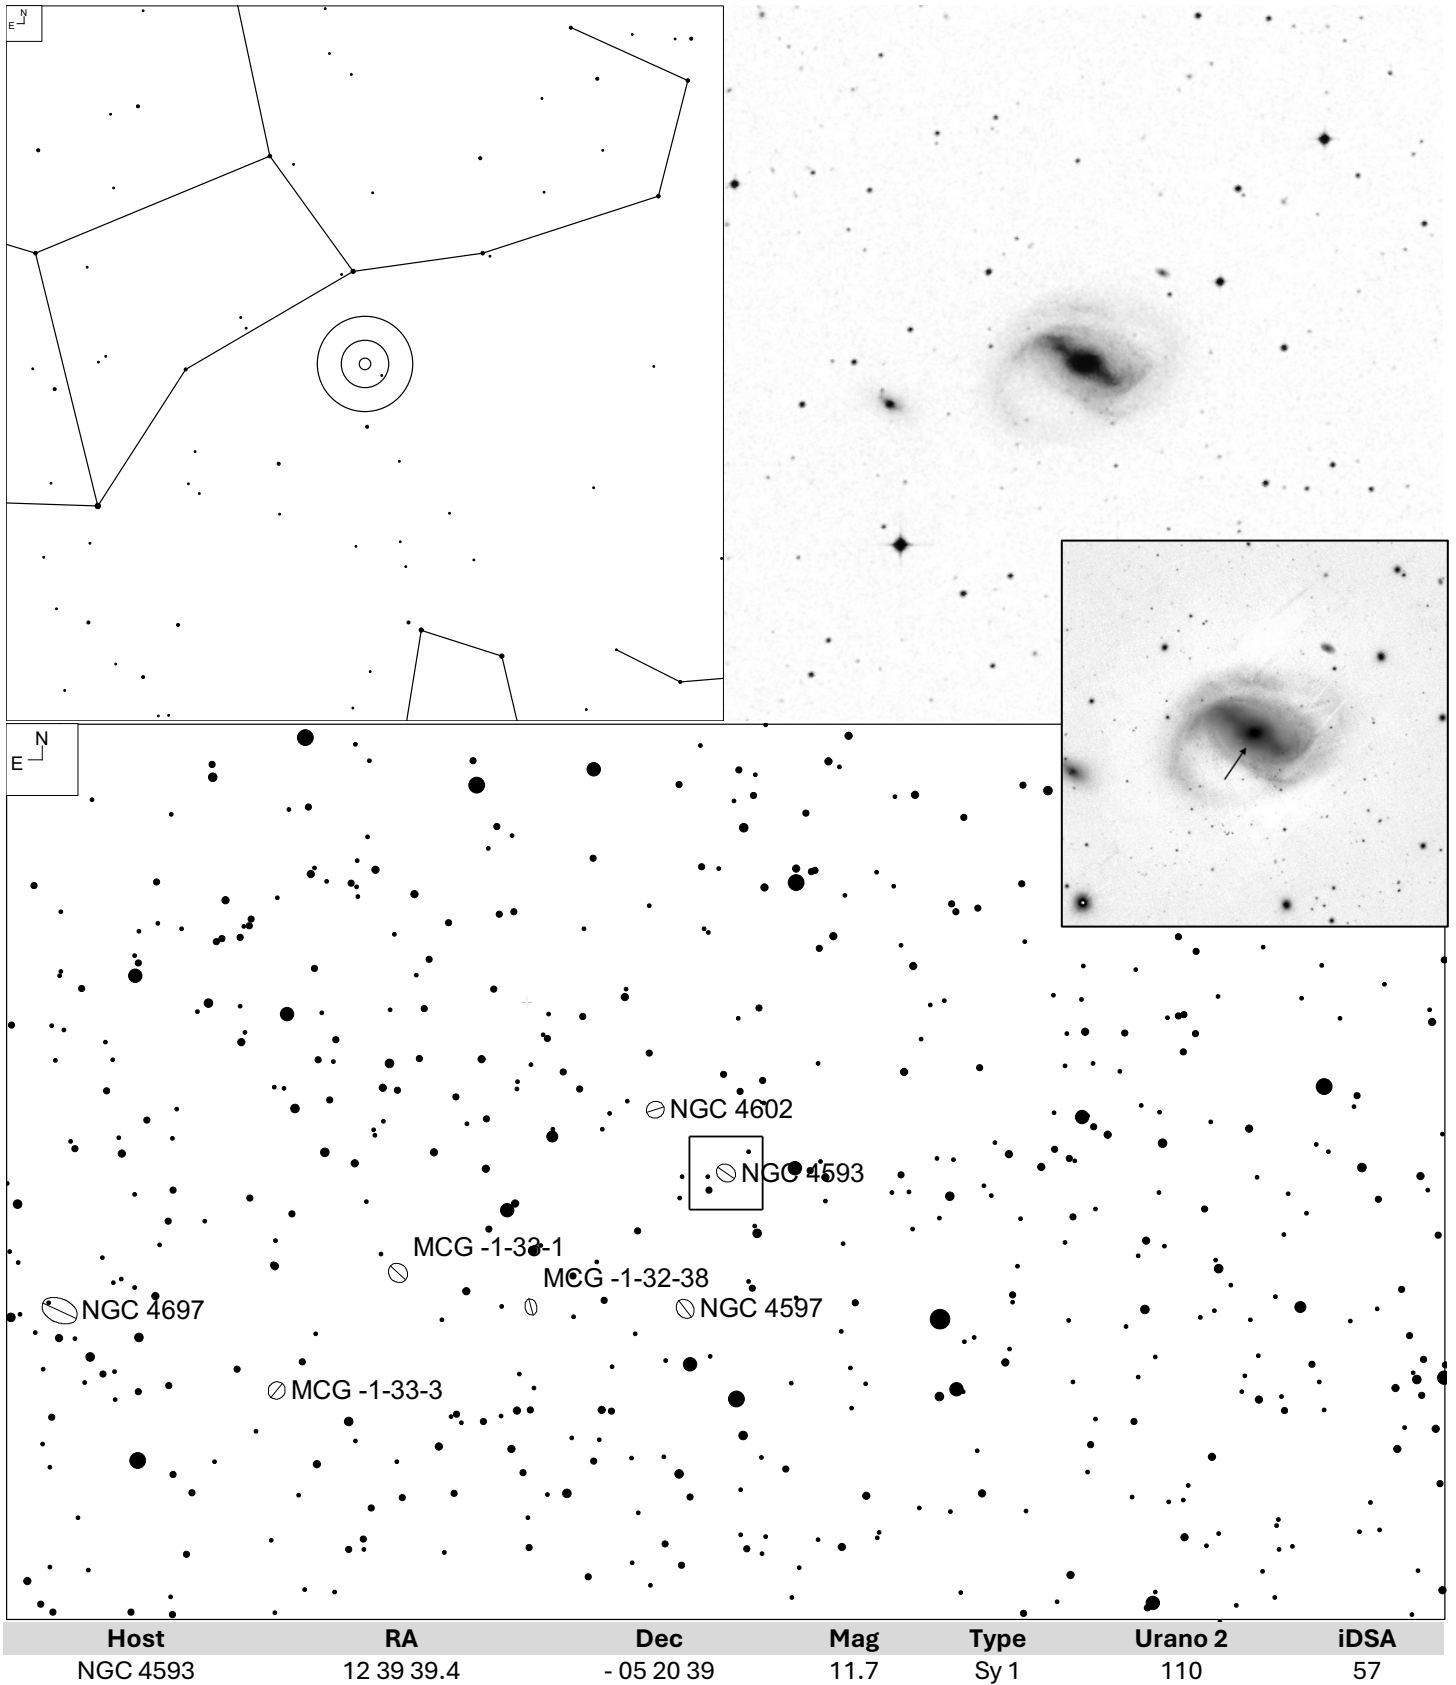 N
E
N
E
NGC 4602
NGC 4593
MCG -1-33-1
MCG -1-32-38
NGC 4697
NGC 4597
MCG -1-33-3
Host RA Dec Mag Type Urano 2 iDSA
NGC 4593 12 39 39.4 - 05 20 39 11.7 Sy 1 110 57